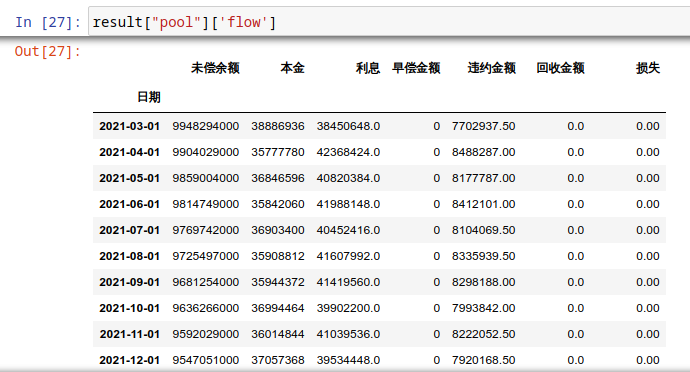 In [27]: result["pool"]['flow']
Out[27]:
未偿余额 本金 利息 早偿金额 违约金额 回收金额 损失
日期
2021-03-01 9948294000 38886936 38450648.0 0 7702937.50 0.0 0.00
2021-04-01 9904029000 35777780 42368424.0 0 8488287.00 0.0 0.00
2021-05-01 9859004000 36846596 40820384.0 0 8177787.00 0.0 0.00
2021-06-01 9814749000 35842060 41988148.0 0 8412101.00 0.0 0.00
2021-07-01 9769742000 36903400 40452416.0 0 8104069.50 0.0 0.00
2021-08-01 9725497000 35908812 41607992.0 0 8335939.50 0.0 0.00
2021-09-01 9681254000 35944372 41419560.0 0 8298188.00 0.0 0.00
2021-10-01 9636266000 36994464 39902200.0 0 7993842.00 0.0 0.00
2021-11-01 9592029000 36014844 41039536.0 0 8222052.50 0.0 0.00
2021-12-01 9547051000 37057368 39534448.0 0 7920168.50 0.0 0.00